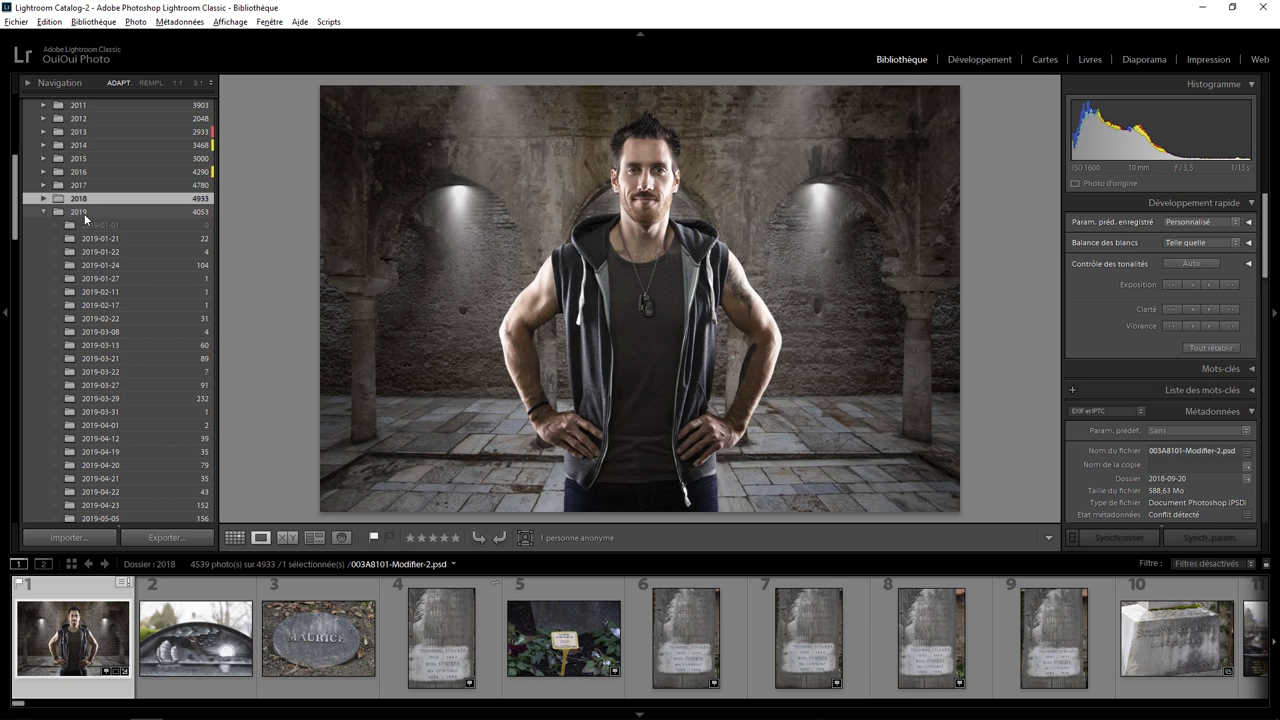 Lightroom Catalog-2 - Adobe Photoshop Lightroom Classic - Bibliothèque
Fichier Edition Bibliothèque Photo Métadonnées Affichage Fenêtre Aide Scripts
Lr Adobe Lightroom Classic
OuiOui Photo
Bibliothèque | Développement | Cartes | Livres | Diaporama | Impression | Web
Navigation ADAPT. REMPL. 1:1 3:1
2011 3903
2012 2048
2013 2933
2014 3468
2015 3000
2016 4290
2017 4780
2018 4933
2019 4053
2019-01-01 0
2019-01-21 22
2019-01-22 4
2019-01-24 104
2019-01-27 1
2019-02-11 1
2019-02-17 1
2019-02-22 31
2019-03-08 4
2019-03-13 60
2019-03-21 89
2019-03-22 7
2019-03-27 91
2019-03-29 232
2019-03-31 1
2019-04-01 2
2019-04-12 39
2019-04-19 35
2019-04-20 79
2019-04-21 35
2019-04-22 43
2019-04-23 152
2019-05-05 156
Importer... Exporter...
Histogramme
ISO 1600 10 mm f / 3,5 1/15 s
Photo d'origine
Développement rapide
Param. préd. enregistré Personnalisé
Balance des blancs Telle quelle
Contrôle des tonalités Auto
Exposition
Clarté
Vibrance
Tout rétablir
Mots-clés
+ Liste des mots-clés
EXIF et IPTC Métadonnées
Param. prédéf. Sans
Nom du fichier 003A8101-Modifier-2.psd
Nom de la copie
Dossier 2018-09-20
Taille du fichier 588,63 Mo
Type de fichier Document Photoshop (PSD)
Etat métadonnées Conflit détecté
Synchroniser Synch. param.
1 personne anonyme
1 2 Dossier : 2018 4539 photo(s) sur 4933 /1 sélectionnée(s) /003A8101-Modifier-2.psd Filtre : Filtres désactivés
1 2 3 4 5 6 7 8 9 10 11
MAURICE